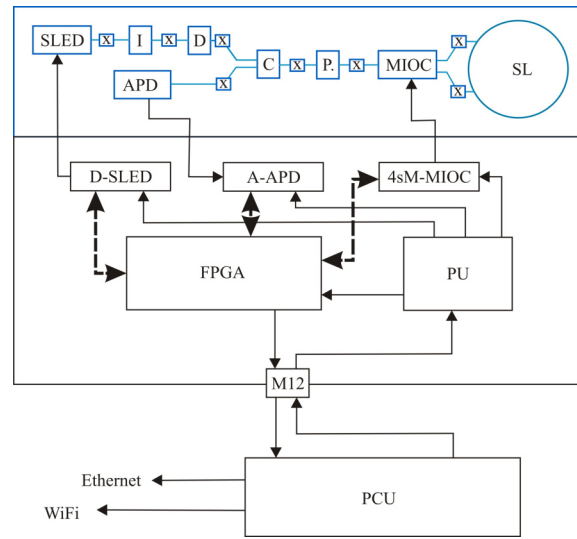 SLED X I X D X C X P. X MIOC X SL
APD X X
D-SLED A-APD 4sM-MIOC
FPGA PU
M12
PCU
Ethernet
WiFi